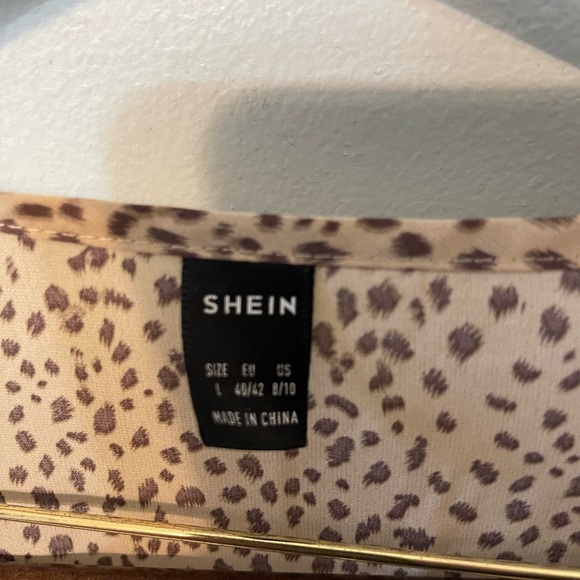 SHEIN
SIZE EU US
L 40/42 8/10
MADE IN CHINA